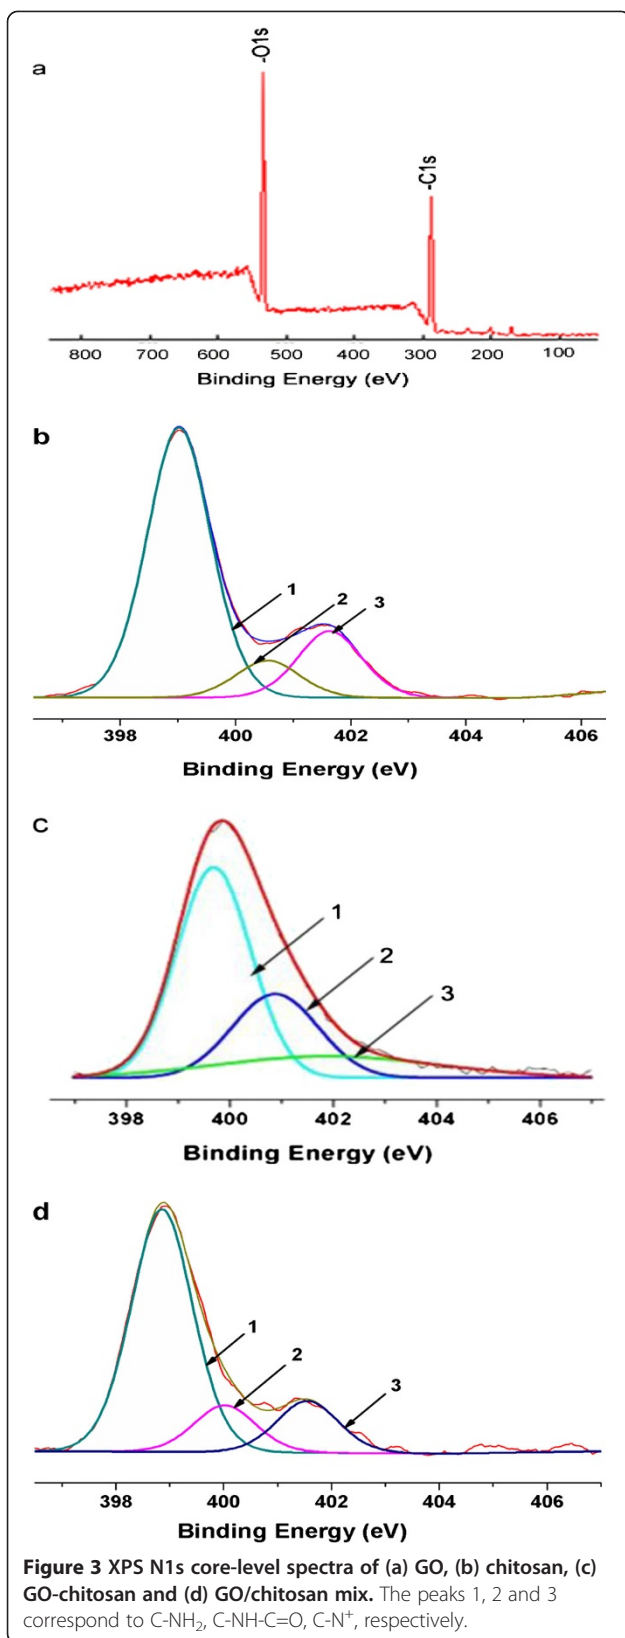 a
-O1s
-C1s
800 700 600 500 400 300 200 100
Binding Energy (eV)
b
1 2 3
398 400 402 404 406
Binding Energy (eV)
c
1
2
3
398 400 402 404 406
Binding Energy (eV)
d
1
2
3
398 400 402 404 406
Binding Energy (eV)
Figure 3 XPS N1s core-level spectra of (a) GO, (b) chitosan, (c)
GO-chitosan and (d) GO/chitosan mix. The peaks 1, 2 and 3
correspond to C-NH₂, C-NH-C=O, C-N⁺, respectively.